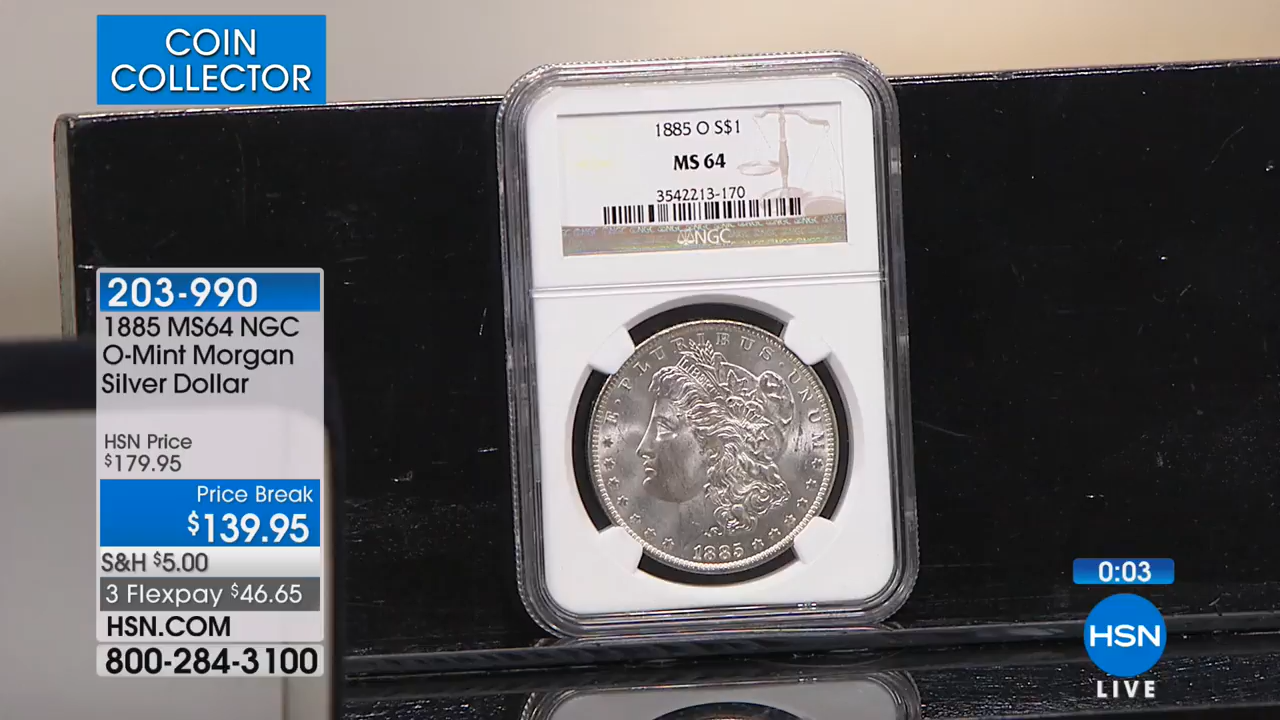 COIN
COLLECTOR
1885 O S$1
MS 64
3542213-170
NGC
E · PLURIBUS · UNUM
LIBERTY
1885
203-990
1885 MS64 NGC
O-Mint Morgan
Silver Dollar
HSN Price
$179.95
Price Break
$139.95
S&H $5.00
3 Flexpay $46.65
HSN.COM
800-284-3100
0:03
HSN
LIVE